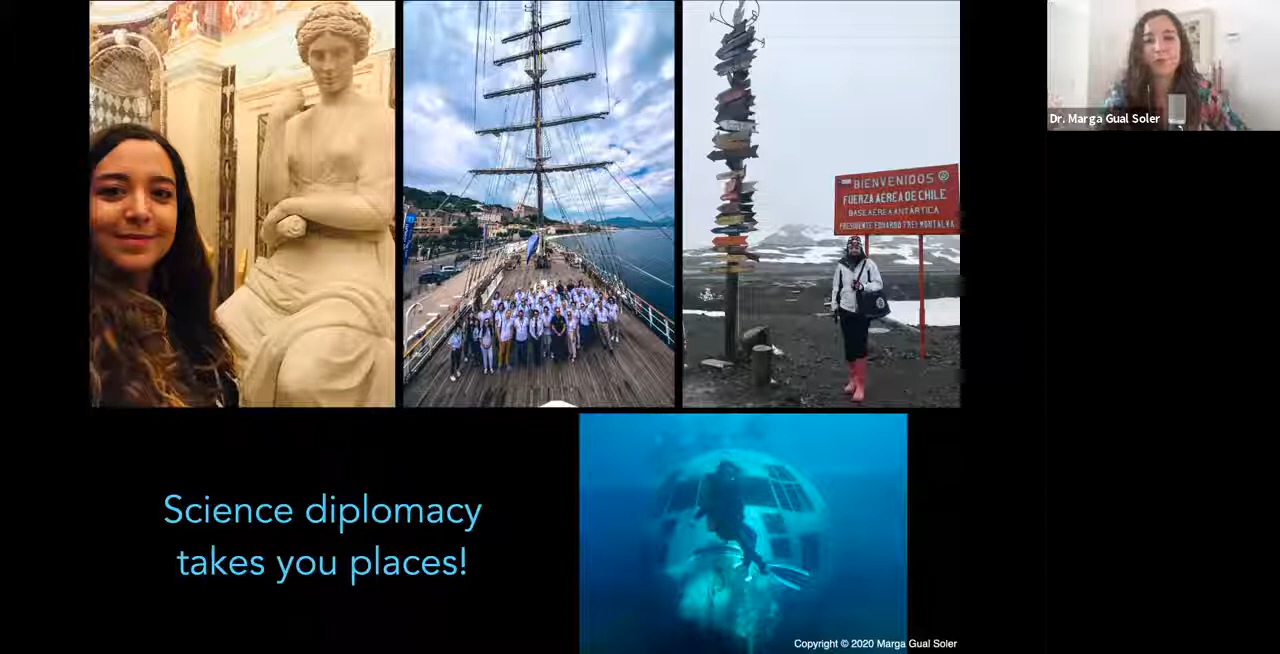 Dr. Marga Gual Soler
BIENVENIDOS
FUERZA AÉREA DE CHILE
BASE AÉREA ANTÁRTICA
PRESIDENTE EDUARDO FREI MONTALVA
Science diplomacy
takes you places!
Copyright © 2020 Marga Gual Soler